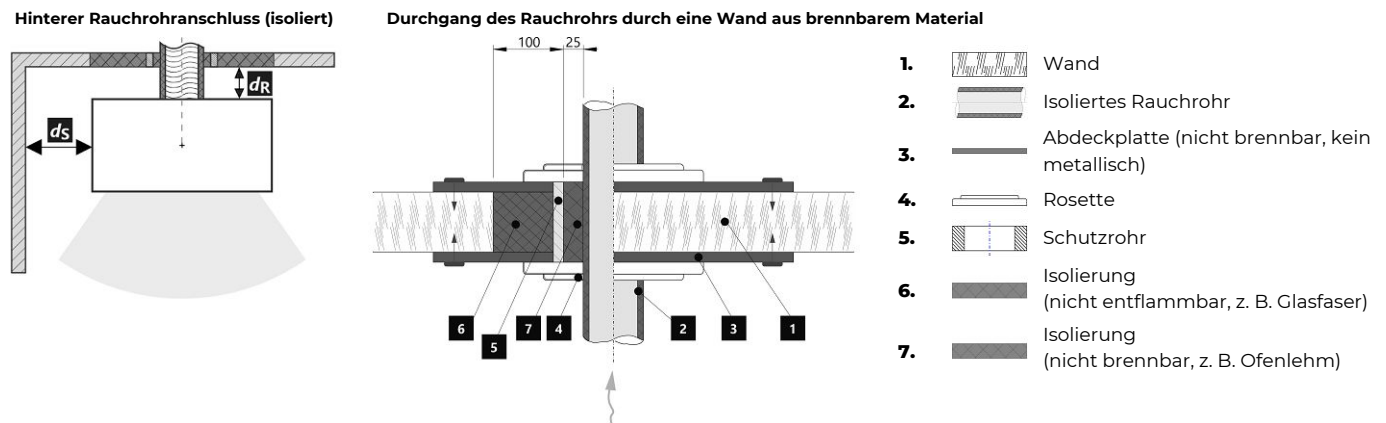 Hinterer Rauchrohranschluss (isoliert)
dR
dS
Durchgang des Rauchrohrs durch eine Wand aus brennbarem Material
100 25
6 5 7 4 2 3 1
1. Wand
2. Isoliertes Rauchrohr
3. Abdeckplatte (nicht brennbar, kein
metallisch)
4. Rosette
5. Schutzrohr
6. Isolierung
(nicht entflammbar, z. B. Glasfaser)
7. Isolierung
(nicht brennbar, z. B. Ofenlehm)